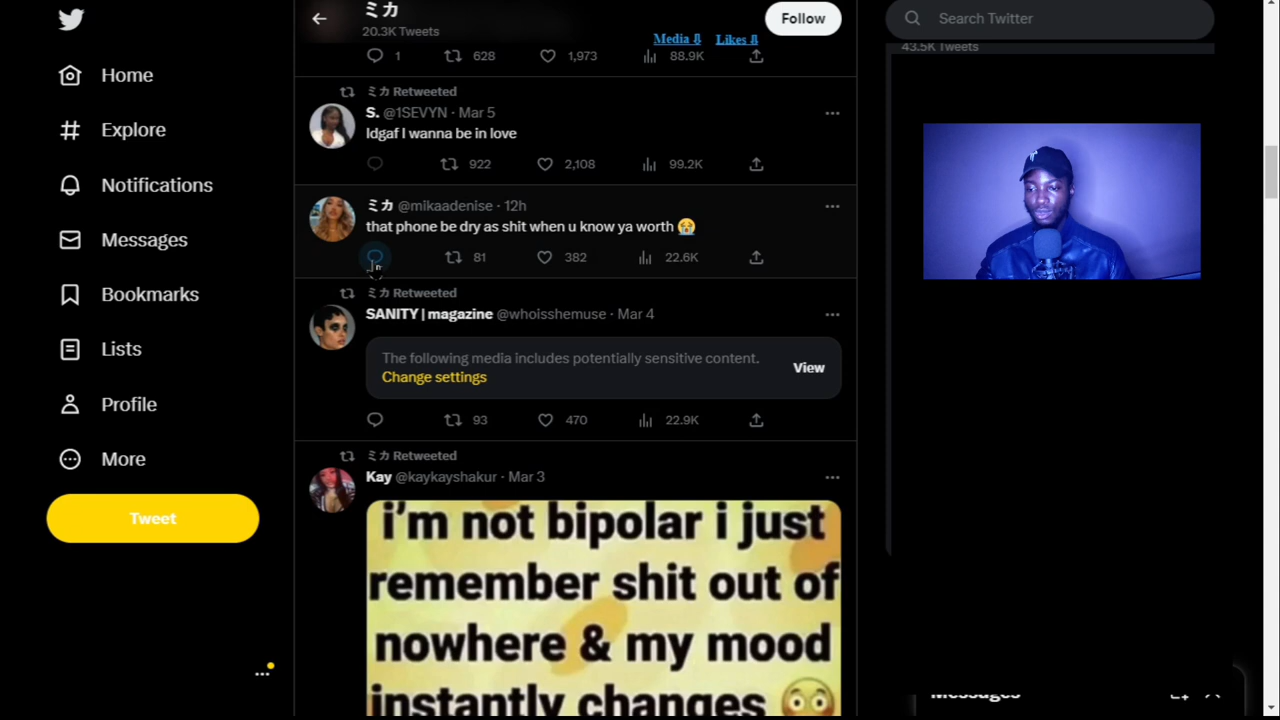 ミカ
20.3K Tweets
Follow
Media ⇩ Likes ⇩
1 628 1,973 88.9K
ミカ Retweeted
S. @1SEVYN · Mar 5
Idgaf I wanna be in love
922 2,108 99.2K
ミカ @mikaadenise · 12h
that phone be dry as shit when u know ya worth 😭
81 382 22.6K
ミカ Retweeted
SANITY | magazine @whoisshemuse · Mar 4
The following media includes potentially sensitive content.
Change settings
View
93 470 22.9K
ミカ Retweeted
Kay @kaykayshakur · Mar 3
i'm not bipolar i just
remember shit out of
nowhere & my mood
instantly changes
Home
Explore
Notifications
Messages
Bookmarks
Lists
Profile
More
Tweet
Search Twitter
43.5K Tweets
Messages